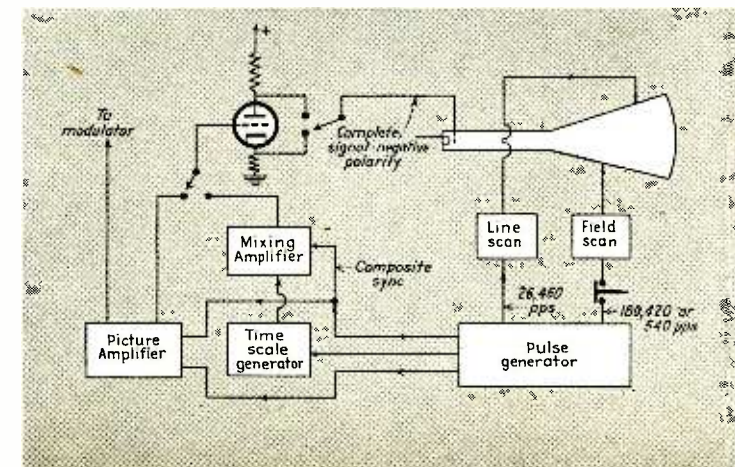 +
To
modulator
Complete,
signal negative
polarity
Line
scan
Field
scan
Mixing
Amplifier
-
Composite
sync
26,460
pps
180,420 or
540 pps
Picture
Amplifier
Time
scale
generator
Pulse
generator